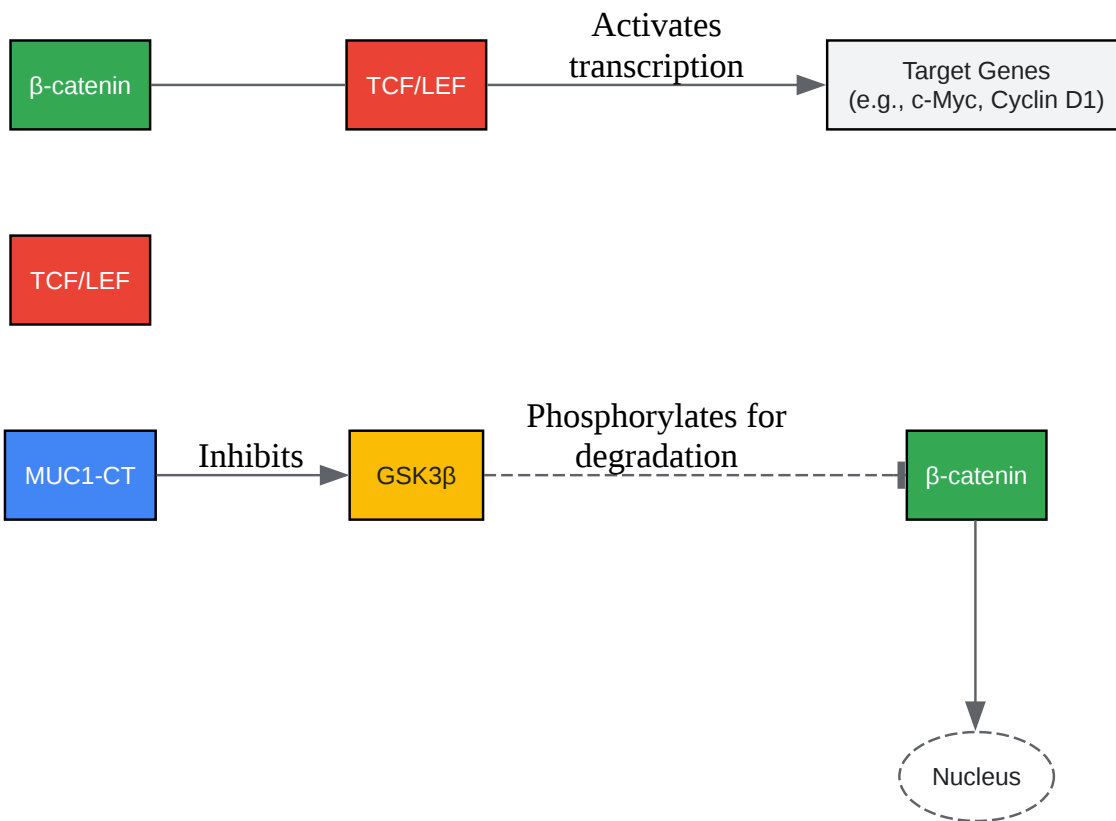 Activates
transcription
β-catenin
TCF/LEF
Target Genes
(e.g., c-Myc, Cyclin D1)
TCF/LEF
MUC1-CT
Inhibits
GSK3β
Phosphorylates for
degradation
β-catenin
Nucleus